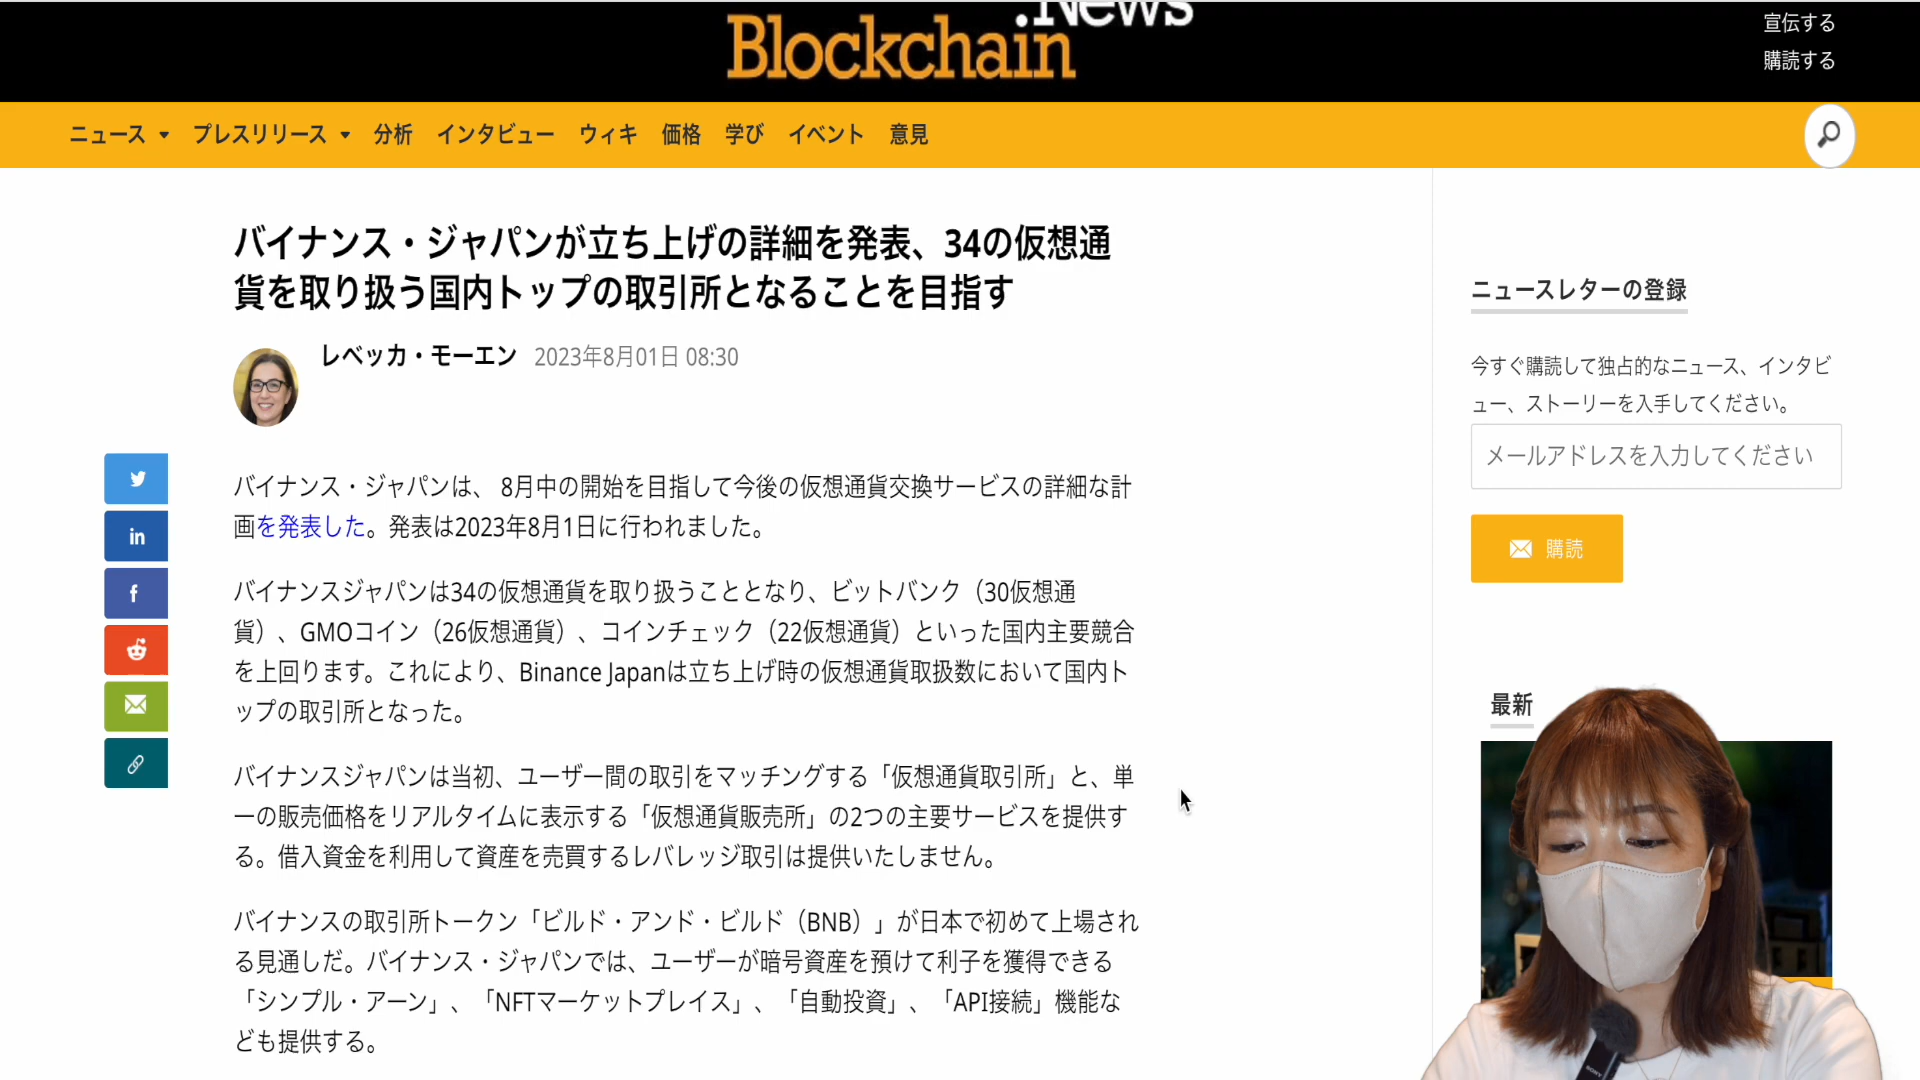 News
Blockchain
宣伝する
購読する
ニュース プレスリリース 分析 インタビュー ウィキ 価格 学び イベント 意見
バイナンス・ジャパンが立ち上げの詳細を発表、34の仮想通
貨を取り扱う国内トップの取引所となることを目指す
レベッカ・モーエン 2023年8月01日 08:30
バイナンス・ジャパンは、 8月中の開始を目指して今後の仮想通貨交換サービスの詳細な計
画を発表した。発表は2023年8月1日に行われました。
バイナンスジャパンは34の仮想通貨を取り扱うこととなり、ビットバンク（30仮想通
貨）、GMOコイン（26仮想通貨）、コインチェック（22仮想通貨）といった国内主要競合
を上回ります。これにより、Binance Japanは立ち上げ時の仮想通貨取扱数において国内ト
ップの取引所となった。
バイナンスジャパンは当初、ユーザー間の取引をマッチングする「仮想通貨取引所」と、単
一の販売価格をリアルタイムに表示する「仮想通貨販売所」の2つの主要サービスを提供す
る。借入資金を利用して資産を売買するレバレッジ取引は提供いたしません。
バイナンスの取引所トークン「ビルド・アンド・ビルド（BNB）」が日本で初めて上場され
る見通しだ。バイナンス・ジャパンでは、ユーザーが暗号資産を預けて利子を獲得できる
「シンプル・アーン」、「NFTマーケットプレイス」、「自動投資」、「API接続」機能な
ども提供する。
ニュースレターの登録
今すぐ購読して独占的なニュース、インタビ
ュー、ストーリーを入手してください。
メールアドレスを入力してください
購読
最新
SONY